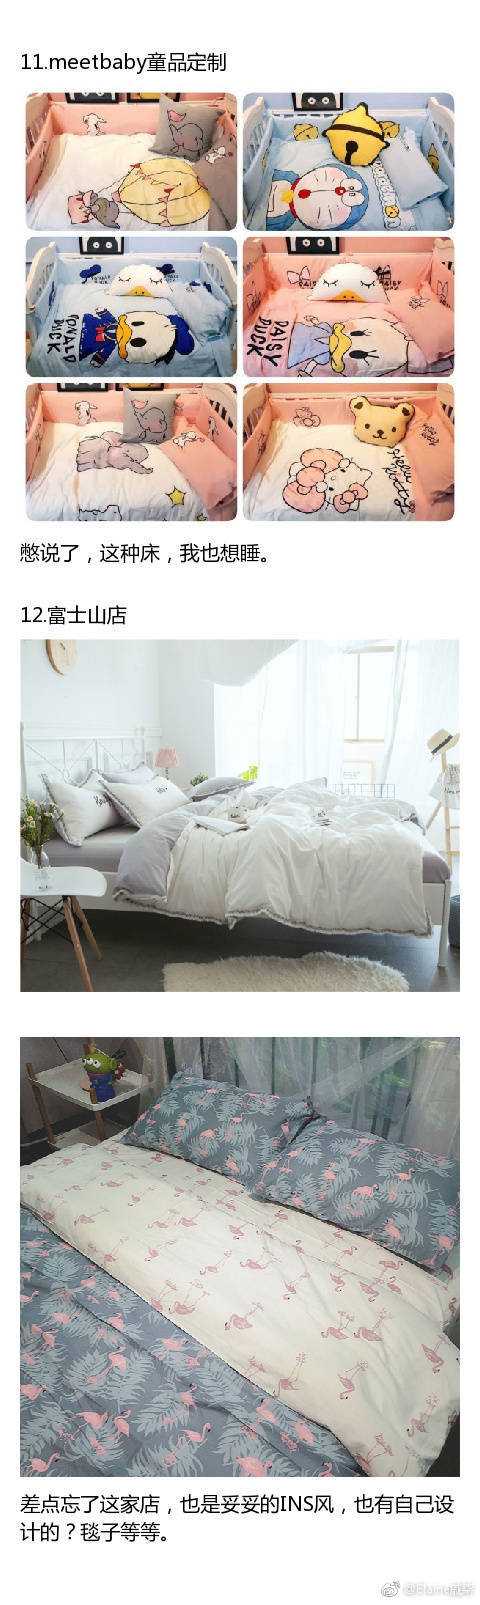 11.meetbaby童品定制
DONALD
DUCK
DAISY
DUCK
Hello
Kitty
憋说了，这种床，我也想睡。
12.富士山店
差点忘了这家店，也是妥妥的INS风，也有自己设
计的？毯子等等。